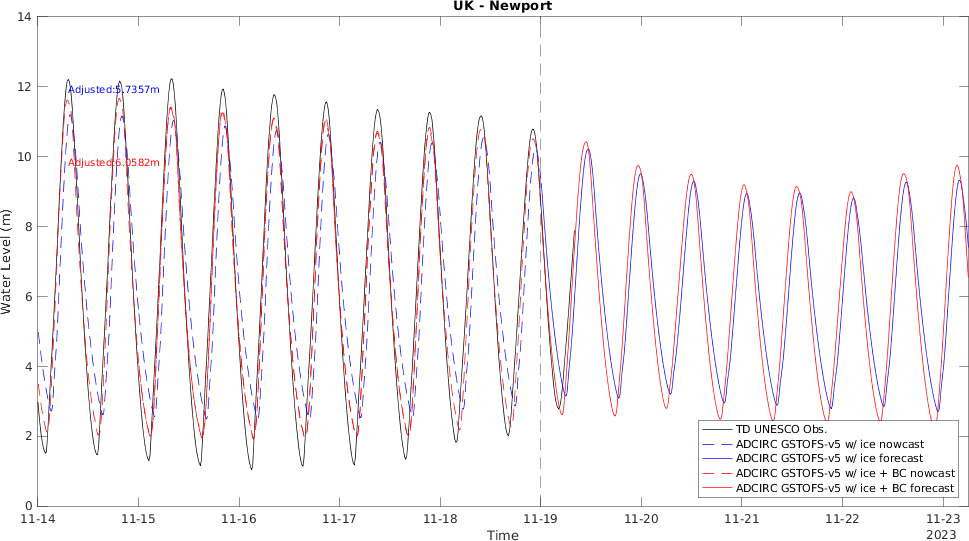 UK - Newport
14
12
10
8
6
4
2
0
Water Level (m)
Adjusted:5.7357m
Adjusted:6.0582m
TD UNESCO Obs.
ADCIRC GSTOFS-v5 w/ ice nowcast
ADCIRC GSTOFS-v5 w/ ice forecast
ADCIRC GSTOFS-v5 w/ ice + BC nowcast
ADCIRC GSTOFS-v5 w/ ice + BC forecast
11-14 11-15 11-16 11-17 11-18 11-19 11-20 11-21 11-22 11-23
2023
Time